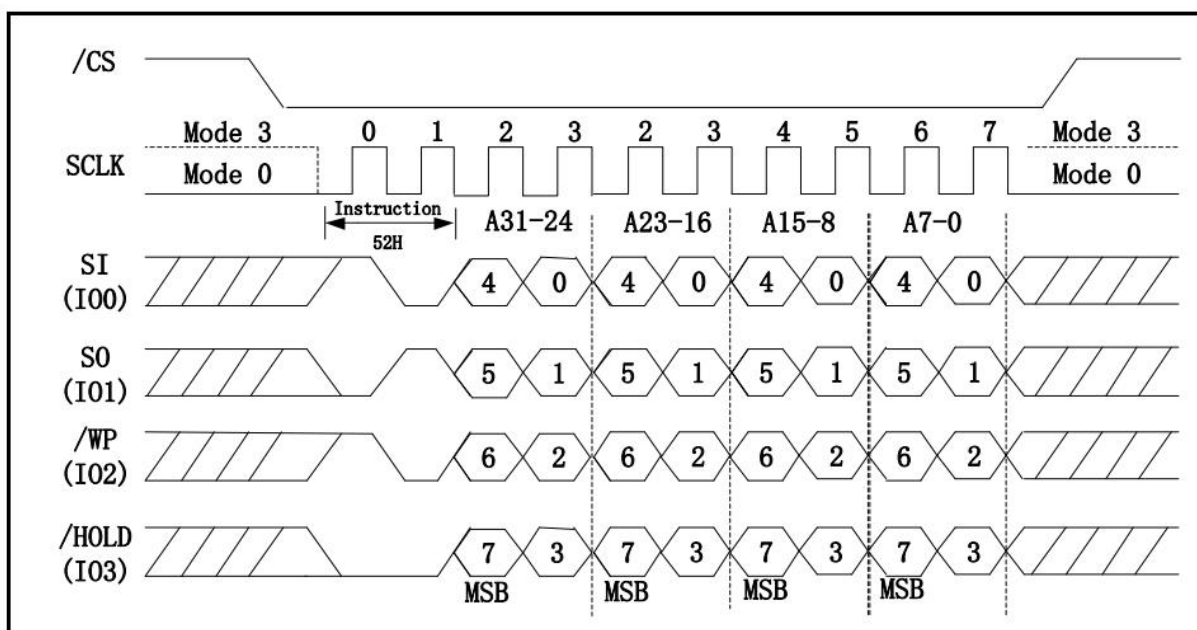 /CS
Mode 3 0 1 2 3 2 3 4 5 6 7 Mode 3
SCLK Mode 0 Mode 0
Instruction A31-24 A23-16 A15-8 A7-0
52H
SI
(IO0) 4 0 4 0 4 0 4 0
SO
(IO1) 5 1 5 1 5 1 5 1
/WP
(IO2) 6 2 6 2 6 2 6 2
/HOLD
(IO3) 7 3 7 3 7 3 7 3
MSB MSB MSB MSB